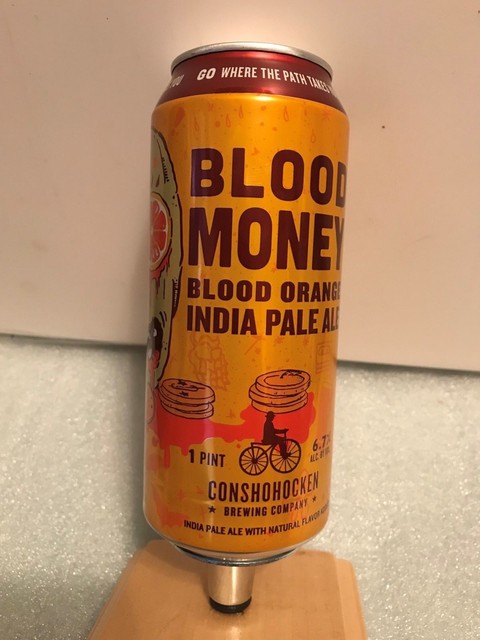 GO WHERE THE PATH TAKES
BLOOD
MONEY
BLOOD ORANGE
INDIA PALE ALE
1 PINT
6.7%
ALC. BY VOL.
CONSHOHOCKEN
★ BREWING COMPANY ★
INDIA PALE ALE WITH NATURAL FLAVOR